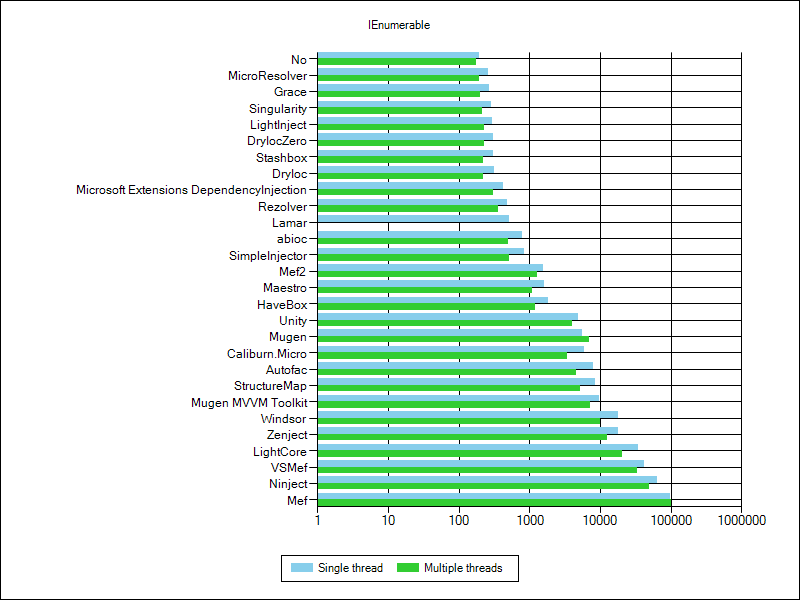 IEnumerable
No
MicroResolver
Grace
Singularity
LightInject
DryIocZero
Stashbox
DryIoc
Microsoft Extensions DependencyInjection
Rezolver
Lamar
abioc
SimpleInjector
Mef2
Maestro
HaveBox
Unity
Mugen
Caliburn.Micro
Autofac
StructureMap
Mugen MVVM Toolkit
Windsor
Zenject
LightCore
VSMef
Ninject
Mef
1 10 100 1000 10000 100000 1000000
Single thread Multiple threads